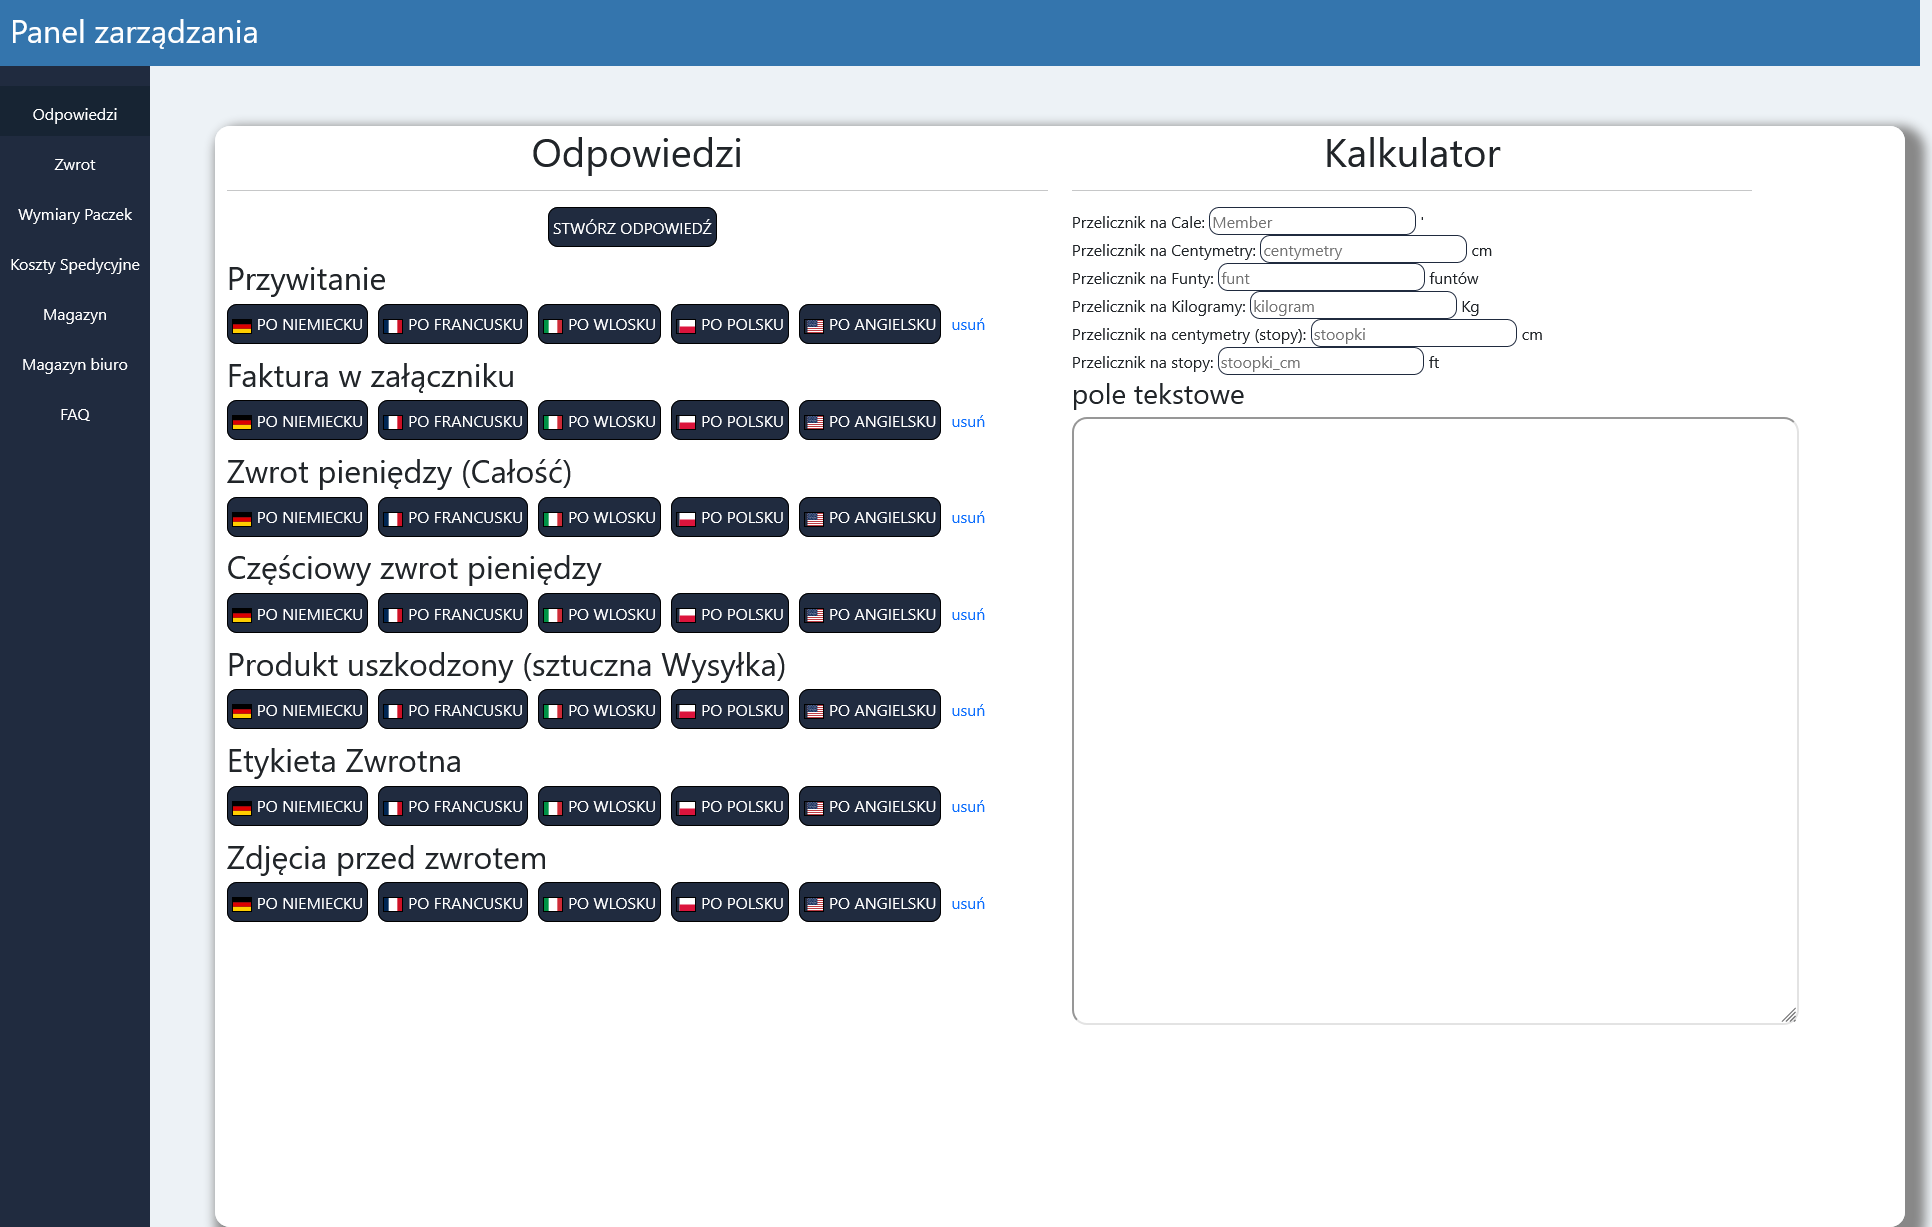 Panel zarządzania
Odpowiedzi
Zwrot
Wymiary Paczek
Koszty Spedycyjne
Magazyn
Magazyn biuro
FAQ
Odpowiedzi
STWÓRZ ODPOWIEDŹ
Przywitanie
PO NIEMIECKU PO FRANCUSKU PO WLOSKU PO POLSKU PO ANGIELSKU usuń
Faktura w załączniku
PO NIEMIECKU PO FRANCUSKU PO WLOSKU PO POLSKU PO ANGIELSKU usuń
Zwrot pieniędzy (Całość)
PO NIEMIECKU PO FRANCUSKU PO WLOSKU PO POLSKU PO ANGIELSKU usuń
Częściowy zwrot pieniędzy
PO NIEMIECKU PO FRANCUSKU PO WLOSKU PO POLSKU PO ANGIELSKU usuń
Produkt uszkodzony (sztuczna Wysyłka)
PO NIEMIECKU PO FRANCUSKU PO WLOSKU PO POLSKU PO ANGIELSKU usuń
Etykieta Zwrotna
PO NIEMIECKU PO FRANCUSKU PO WLOSKU PO POLSKU PO ANGIELSKU usuń
Zdjęcia przed zwrotem
PO NIEMIECKU PO FRANCUSKU PO WLOSKU PO POLSKU PO ANGIELSKU usuń
Kalkulator
Przelicznik na Cale: Member '
Przelicznik na Centymetry: centymetry cm
Przelicznik na Funty: funt funtów
Przelicznik na Kilogramy: kilogram Kg
Przelicznik na centymetry (stopy): stoopki cm
Przelicznik na stopy: stoopki_cm ft
pole tekstowe